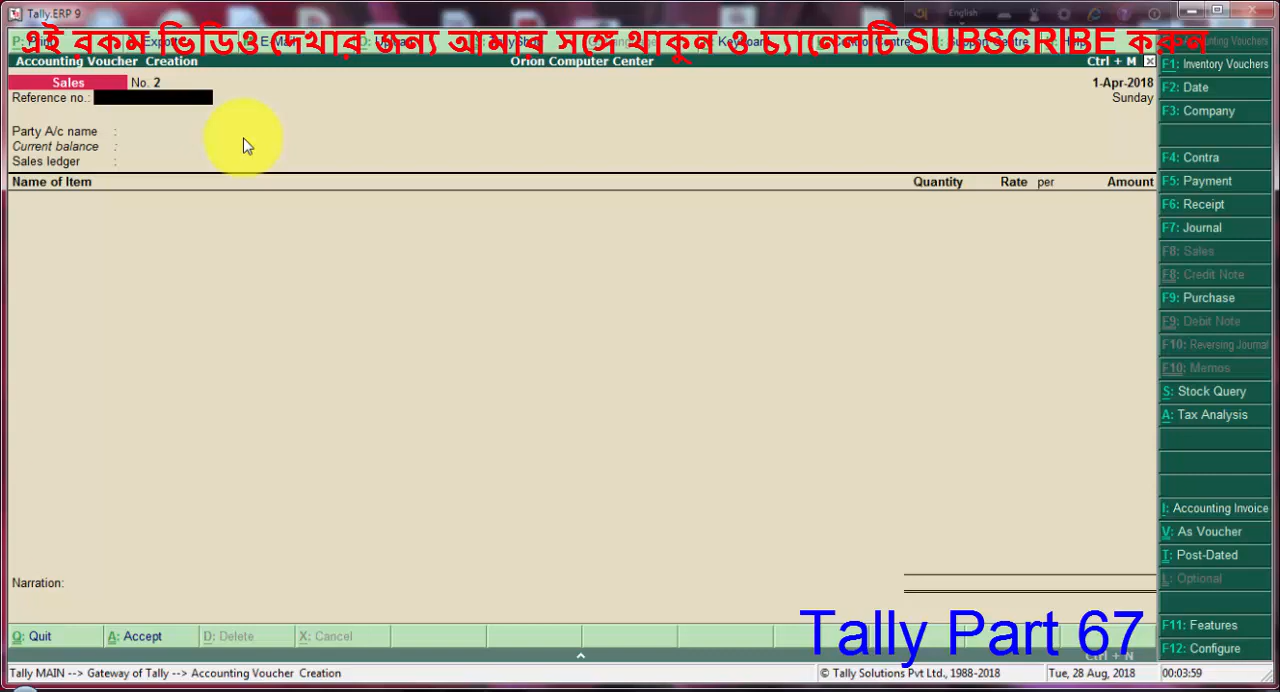 Tally.ERP 9
এই রকম ভিডিও দেখার জন্য আমার সঙ্গে থাকুন ও চ্যানেলটি SUBSCRIBE করুন
Accounting Voucher Creation
Orion Computer Center
Ctrl + M
Sales
No. 2
1-Apr-2018
Reference no.:
Sunday
Party A/c name :
Current balance :
Sales ledger :
Name of Item
Quantity
Rate per
Amount
Narration:
F1: Inventory Vouchers
F2: Date
F3: Company
F4: Contra
F5: Payment
F6: Receipt
F7: Journal
F8: Sales
F8: Credit Note
F9: Purchase
F9: Debit Note
F10: Reversing Journal
F10: Memos
S: Stock Query
A: Tax Analysis
I: Accounting Invoice
V: As Voucher
T: Post-Dated
L: Optional
F11: Features
F12: Configure
Q: Quit
A: Accept
D: Delete
X: Cancel
Tally Part 67
Ctrl + N
Tally MAIN --> Gateway of Tally --> Accounting Voucher Creation
© Tally Solutions Pvt Ltd., 1988-2018
Tue, 28 Aug, 2018
00:03:59